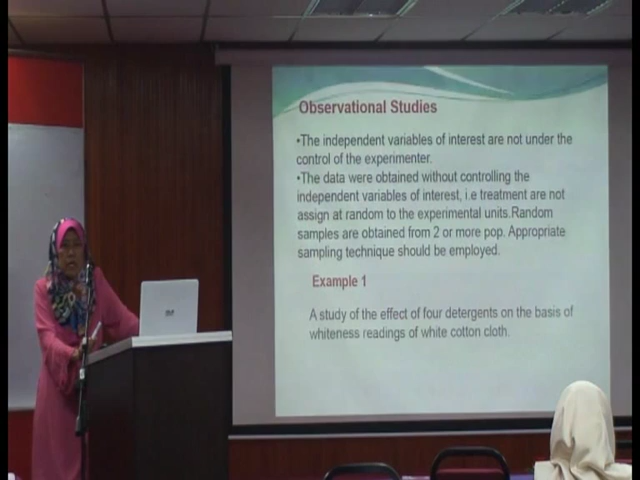 Observational Studies
•The independent variables of interest are not under the
control of the experimenter.
•The data were obtained without controlling the
independent variables of interest, i.e treatment are not
assign at random to the experimental units.Random
samples are obtained from 2 or more pop. Appropriate
sampling technique should be employed.
Example 1
A study of the effect of four detergents on the basis of
whiteness readings of white cotton cloth.